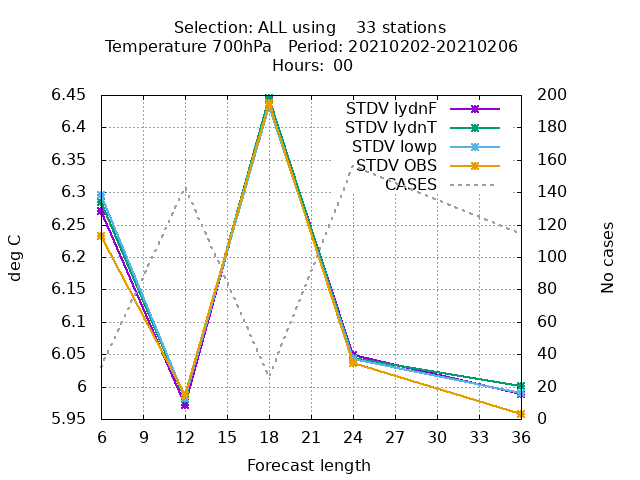 Selection: ALL using    33 stations
Temperature 700hPa   Period: 20210202-20210206
Hours:  00
6.45
6.4
6.35
6.3
6.25
6.2
6.15
6.1
6.05
6
5.95
200
180
160
140
120
100
80
60
40
20
0
STDV IydnF
STDV IydnT
STDV Iowp
STDV OBS
CASES
deg C
No cases
6 9 12 15 18 21 24 27 30 33 36
Forecast length